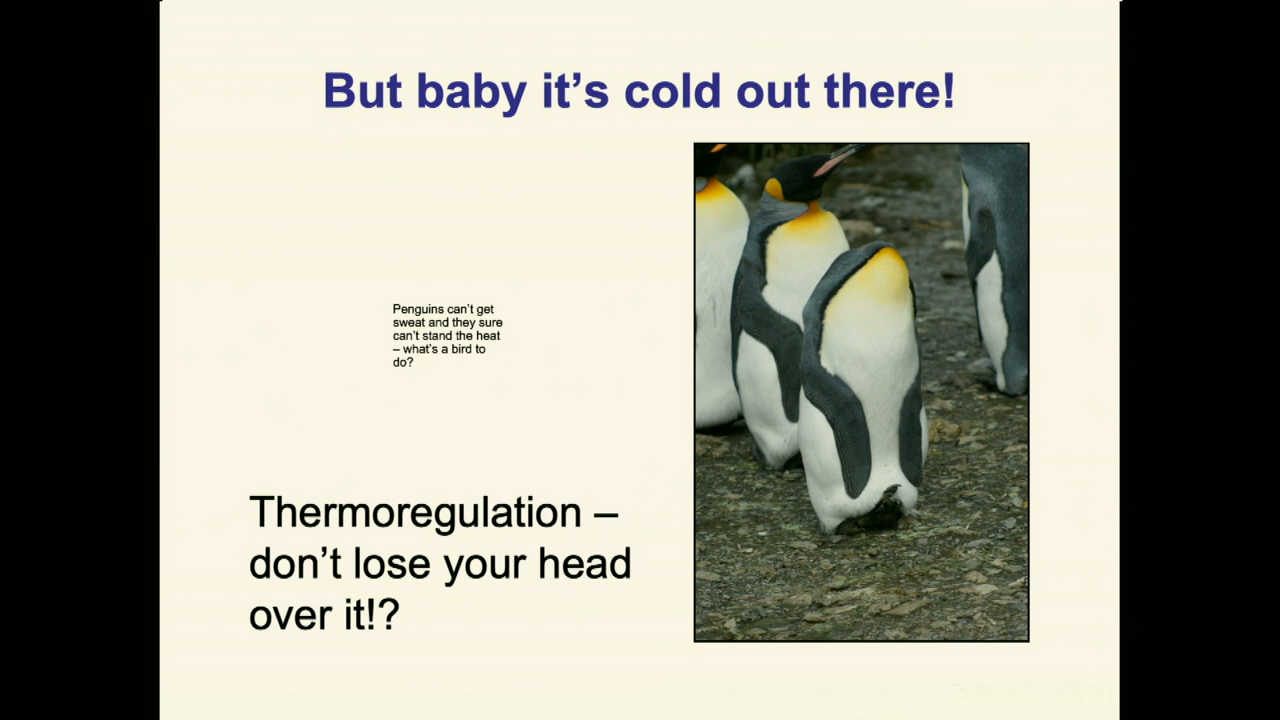 But baby it's cold out there!
Penguins can't get
sweat and they sure
can't stand the heat
– what's a bird to
do?
Thermoregulation –
don't lose your head
over it!?